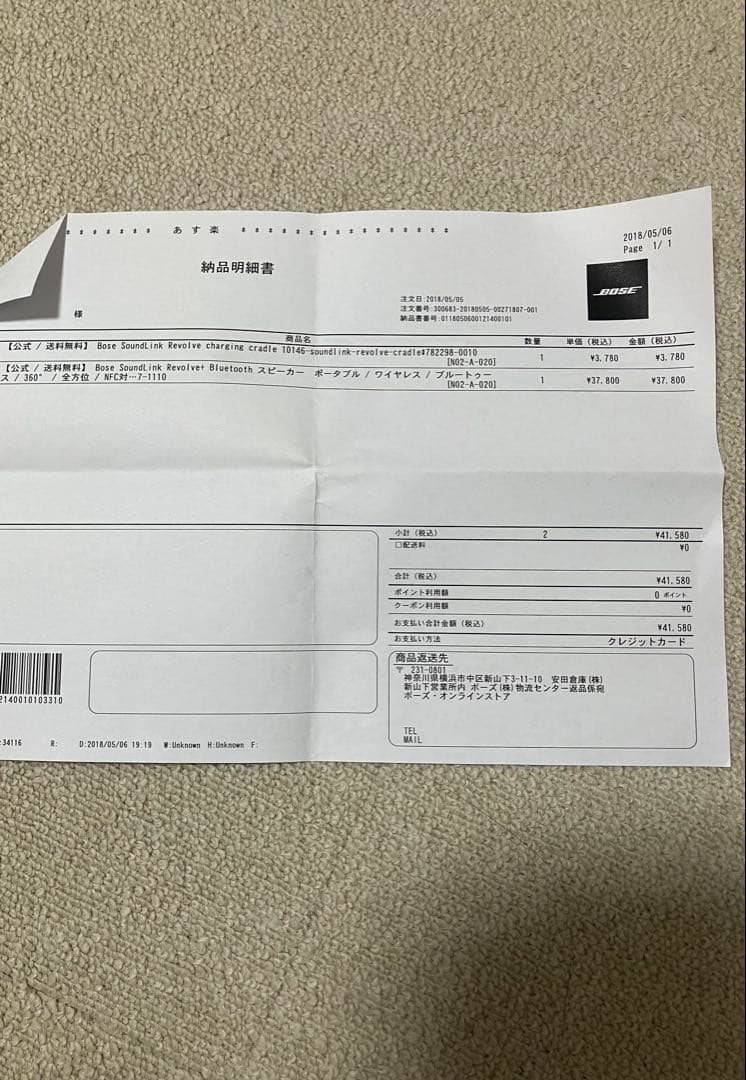 ＊＊＊＊＊＊＊ あす楽 ＊＊＊＊＊＊＊＊＊＊＊＊＊＊＊＊
2018/05/06
Page 1/ 1
納品明細書
BOSE
様
注文日:2018/05/05
注文番号:300683-20180505-00271807-001
納品書番号:0118050600121400101
商品名 数量 単価（税込） 金額（税込）
【公式 / 送料無料】 Bose SoundLink Revolve charging cradle 10146-soundlink-revolve-cradle#782298-0010
[N02-A-020] 1 ¥3,780 ¥3,780
【公式 / 送料無料】 Bose SoundLink Revolve+ Bluetooth スピーカー ポータブル / ワイヤレス / ブルートゥー
ス / 360° / 全方位 / NFC対…7-1110
[N02-A-020] 1 ¥37,800 ¥37,800
小計（税込） 2 ¥41,580
□配送料 ¥0
合計（税込） ¥41,580
ポイント利用額 0 ポイント
クーポン利用額 ¥0
お支払い合計金額（税込） ¥41,580
お支払い方法 クレジットカード
商品返送先
〒 231-0801
神奈川県横浜市中区新山下3-11-10 安田倉庫(株)
新山下営業所内 ボーズ(株)物流センター返品係宛
ボーズ・オンラインストア
TEL
MAIL
2140010103310
:34116 R: D:2018/05/06 19:19 W:Unknown H:Unknown F: